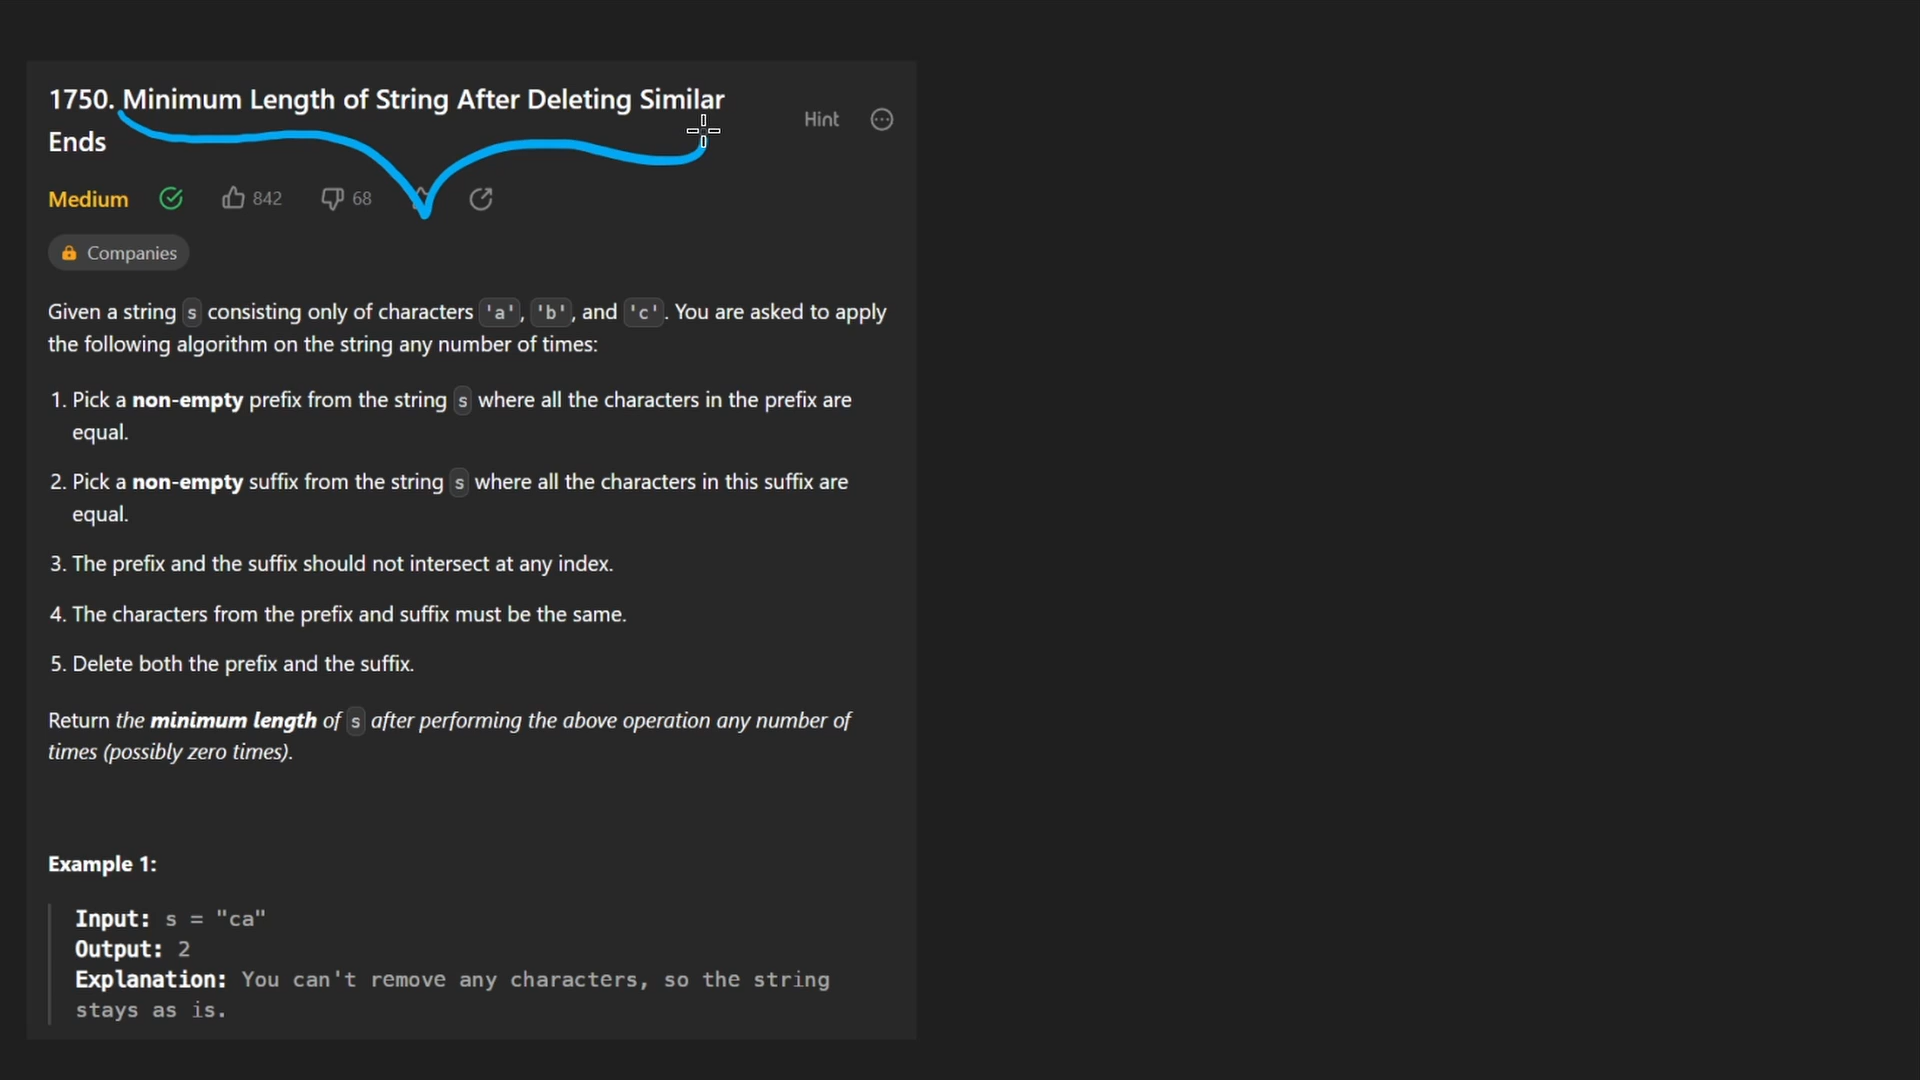 1750. Minimum Length of String After Deleting Similar
Ends
Hint
Medium 842 68
Companies
Given a string s consisting only of characters 'a', 'b', and 'c'. You are asked to apply
the following algorithm on the string any number of times:
1. Pick a non-empty prefix from the string s where all the characters in the prefix are
equal.
2. Pick a non-empty suffix from the string s where all the characters in this suffix are
equal.
3. The prefix and the suffix should not intersect at any index.
4. The characters from the prefix and suffix must be the same.
5. Delete both the prefix and the suffix.
Return the minimum length of s after performing the above operation any number of
times (possibly zero times).
Example 1:
Input: s = "ca"
Output: 2
Explanation: You can't remove any characters, so the string
stays as is.